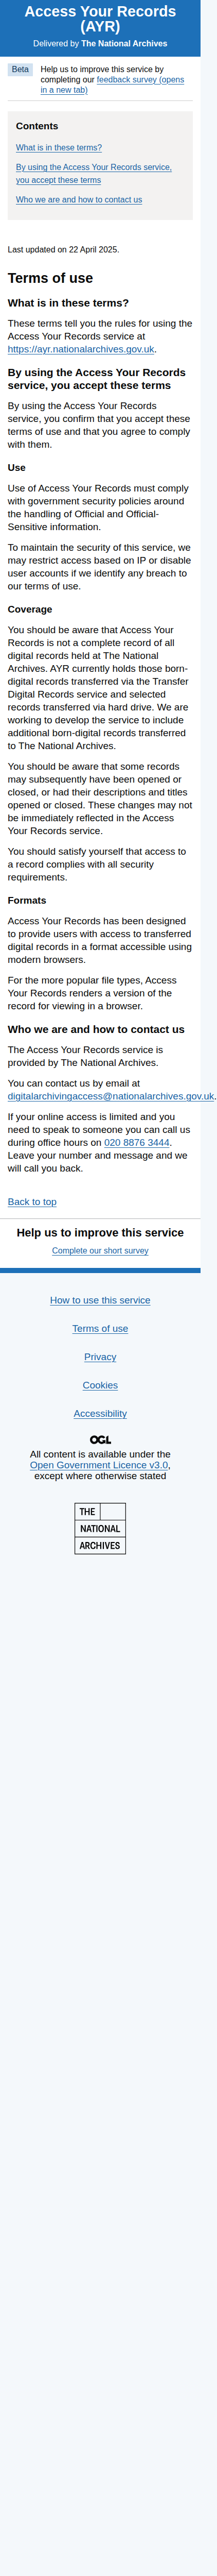 Access Your Records
(AYR)
Delivered by The National Archives
Beta
Help us to improve this service by
completing our feedback survey (opens
in a new tab)
Contents
What is in these terms?
By using the Access Your Records service,
you accept these terms
Who we are and how to contact us
Last updated on 22 April 2025.
Terms of use
What is in these terms?
These terms tell you the rules for using the
Access Your Records service at
https://ayr.nationalarchives.gov.uk.
By using the Access Your Records
service, you accept these terms
By using the Access Your Records
service, you confirm that you accept these
terms of use and that you agree to comply
with them.
Use
Use of Access Your Records must comply
with government security policies around
the handling of Official and Official-
Sensitive information.
To maintain the security of this service, we
may restrict access based on IP or disable
user accounts if we identify any breach to
our terms of use.
Coverage
You should be aware that Access Your
Records is not a complete record of all
digital records held at The National
Archives. AYR currently holds those born-
digital records transferred via the Transfer
Digital Records service and selected
records transferred via hard drive. We are
working to develop the service to include
additional born-digital records transferred
to The National Archives.
You should be aware that some records
may subsequently have been opened or
closed, or had their descriptions and titles
opened or closed. These changes may not
be immediately reflected in the Access
Your Records service.
You should satisfy yourself that access to
a record complies with all security
requirements.
Formats
Access Your Records has been designed
to provide users with access to transferred
digital records in a format accessible using
modern browsers.
For the more popular file types, Access
Your Records renders a version of the
record for viewing in a browser.
Who we are and how to contact us
The Access Your Records service is
provided by The National Archives.
You can contact us by email at
digitalarchivingaccess@nationalarchives.gov.uk.
If your online access is limited and you
need to speak to someone you can call us
during office hours on 020 8876 3444.
Leave your number and message and we
will call you back.
Back to top
Help us to improve this service
Complete our short survey
How to use this service
Terms of use
Privacy
Cookies
Accessibility
OGL
All content is available under the
Open Government Licence v3.0,
except where otherwise stated
THE
NATIONAL
ARCHIVES